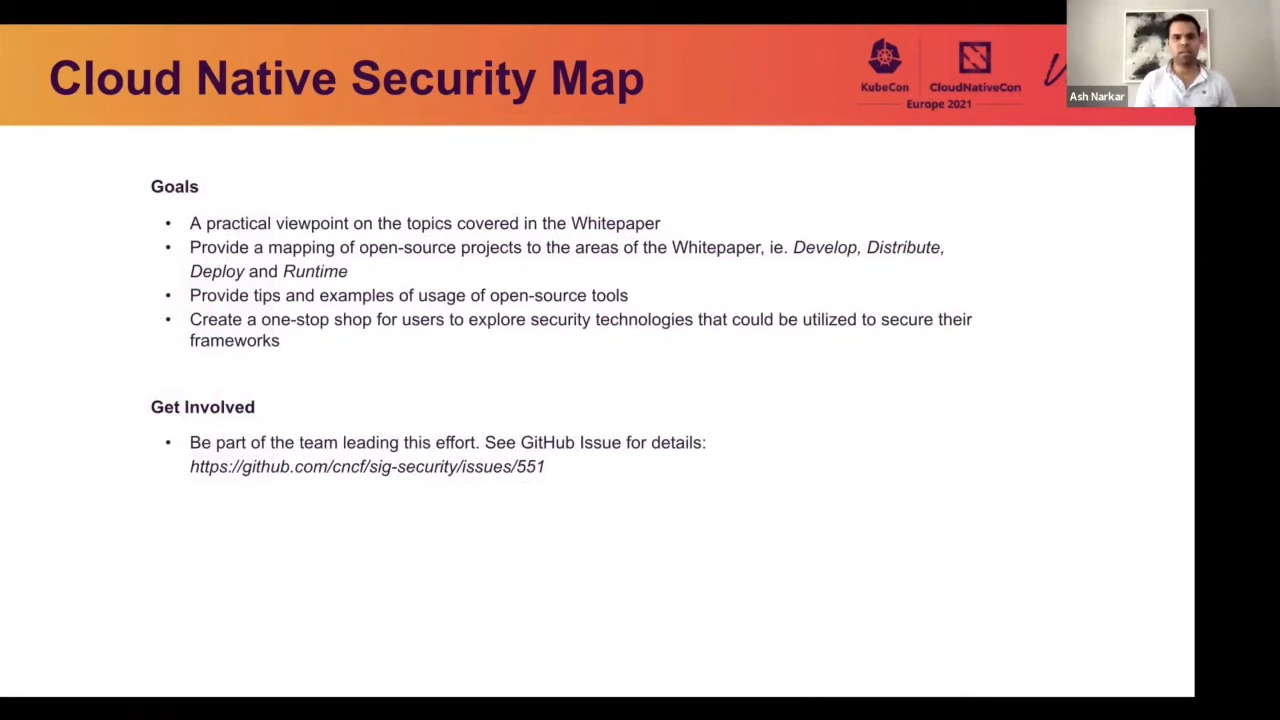 Cloud Native Security Map
KubeCon
CloudNativeCon
Europe 2021
Ash Narkar
Goals
• A practical viewpoint on the topics covered in the Whitepaper
• Provide a mapping of open-source projects to the areas of the Whitepaper, ie. Develop, Distribute,
Deploy and Runtime
• Provide tips and examples of usage of open-source tools
• Create a one-stop shop for users to explore security technologies that could be utilized to secure their
frameworks
Get Involved
• Be part of the team leading this effort. See GitHub Issue for details:
https://github.com/cncf/sig-security/issues/551